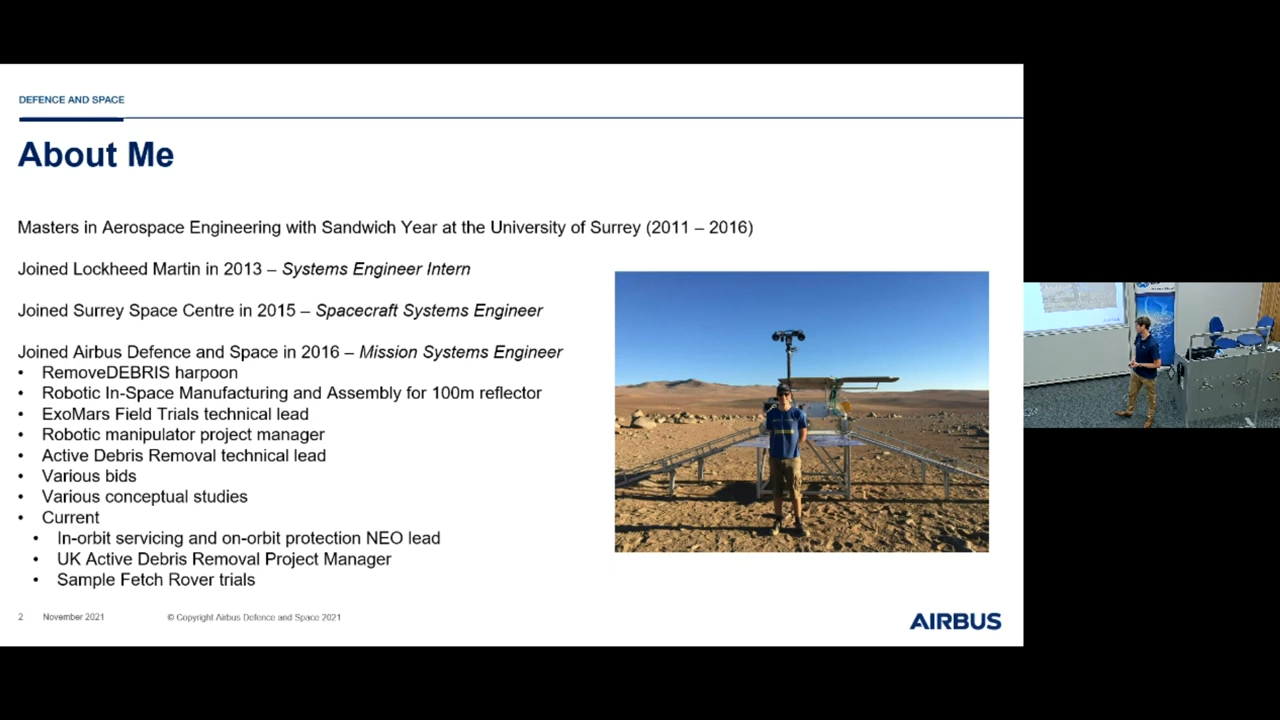 DEFENCE AND SPACE
About Me
Masters in Aerospace Engineering with Sandwich Year at the University of Surrey (2011 – 2016)
Joined Lockheed Martin in 2013 – Systems Engineer Intern
Joined Surrey Space Centre in 2015 – Spacecraft Systems Engineer
Joined Airbus Defence and Space in 2016 – Mission Systems Engineer
• RemoveDEBRIS harpoon
• Robotic In-Space Manufacturing and Assembly for 100m reflector
• ExoMars Field Trials technical lead
• Robotic manipulator project manager
• Active Debris Removal technical lead
• Various bids
• Various conceptual studies
• Current
• In-orbit servicing and on-orbit protection NEO lead
• UK Active Debris Removal Project Manager
• Sample Fetch Rover trials
2 November 2021 © Copyright Airbus Defence and Space 2021
AIRBUS